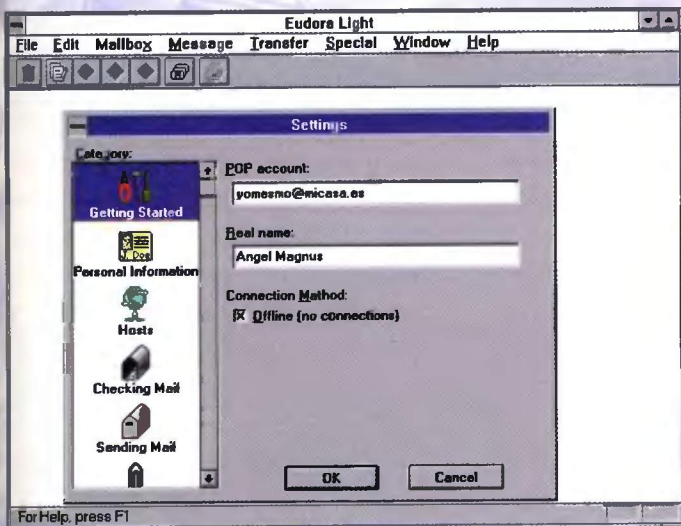 Eudora Light
File Edit Mailbox Message Transfer Special Window Help
Settings
Category:
Getting Started
Personal Information
Hosts
Checking Mail
Sending Mail
POP account:
yomesmo@micasa.es
Real name:
Angel Magnus
Connection Method:
Offline (no connections)
OK Cancel
For Help, press F1